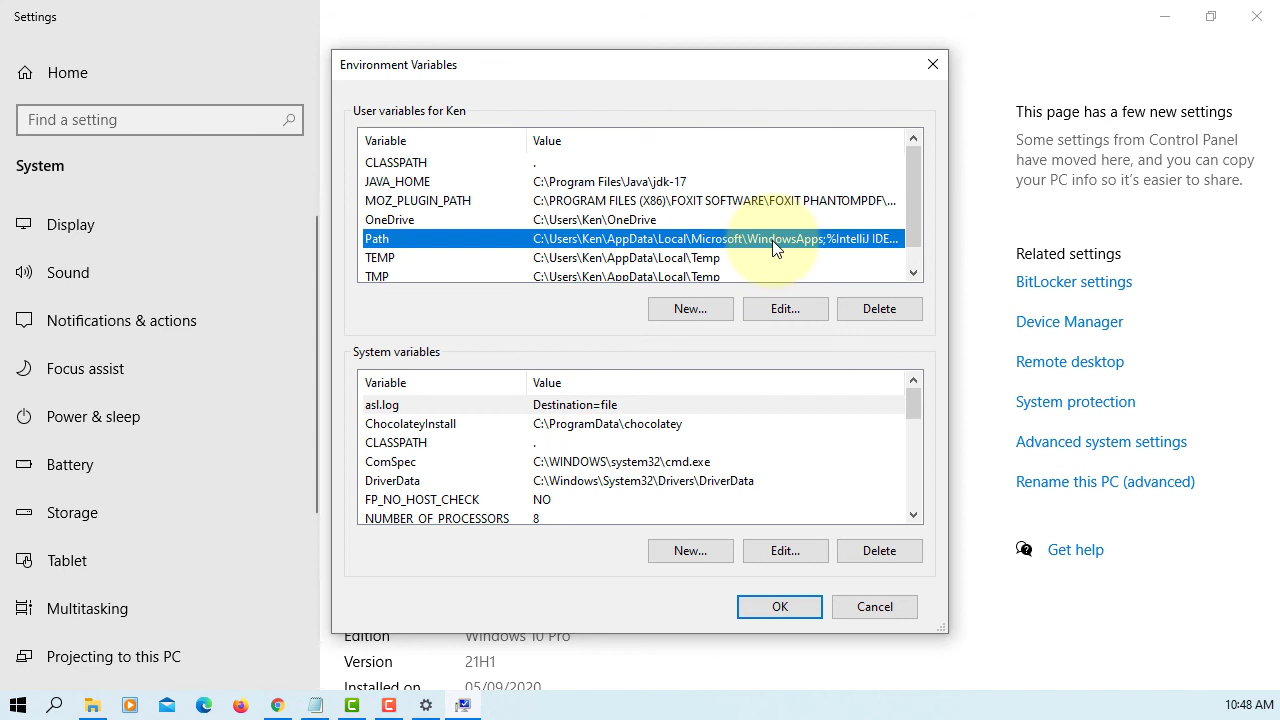 Settings
Home
Find a setting
System
Display
Sound
Notifications & actions
Focus assist
Power & sleep
Battery
Storage
Tablet
Multitasking
Projecting to this PC
Environment Variables
User variables for Ken
Variable Value
CLASSPATH .
JAVA_HOME C:\Program Files\Java\jdk-17
MOZ_PLUGIN_PATH C:\PROGRAM FILES (X86)\FOXIT SOFTWARE\FOXIT PHANTOMPDF\...
OneDrive C:\Users\Ken\OneDrive
Path C:\Users\Ken\AppData\Local\Microsoft\WindowsApps;%IntelliJ IDE...
TEMP C:\Users\Ken\AppData\Local\Temp
TMP C:\Users\Ken\AppData\Local\Temp
New... Edit... Delete
System variables
Variable Value
asl.log Destination=file
ChocolateyInstall C:\ProgramData\chocolatey
CLASSPATH .
ComSpec C:\WINDOWS\system32\cmd.exe
DriverData C:\Windows\System32\Drivers\DriverData
FP_NO_HOST_CHECK NO
NUMBER_OF_PROCESSORS 8
New... Edit... Delete
OK Cancel
Edition Windows 10 Pro
Version 21H1
Installed on 05/09/2020
This page has a few new settings
Some settings from Control Panel
have moved here, and you can copy
your PC info so it's easier to share.
Related settings
BitLocker settings
Device Manager
Remote desktop
System protection
Advanced system settings
Rename this PC (advanced)
Get help
10:48 AM